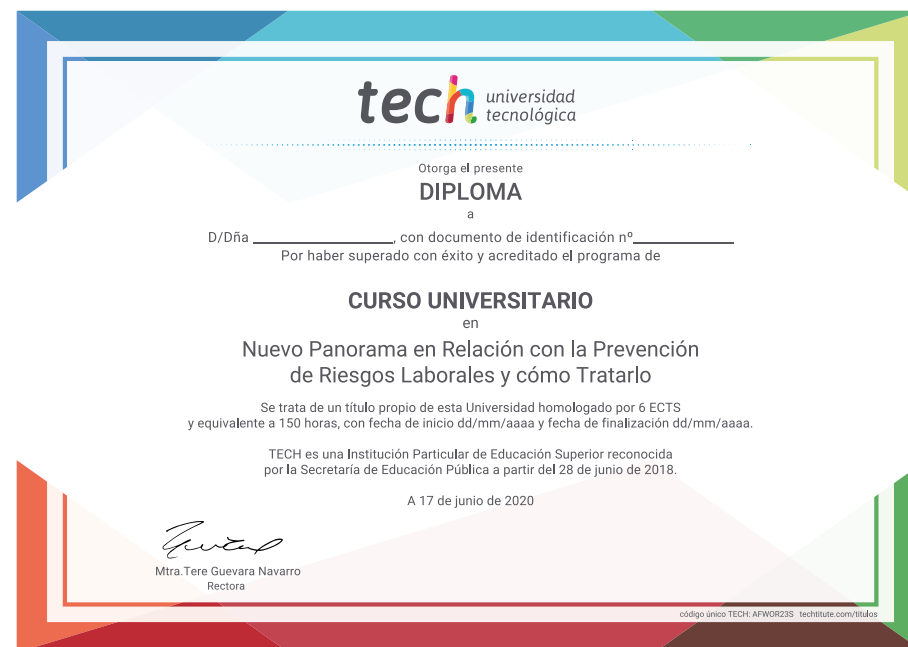 tech universidad
tecnológica
Otorga el presente
DIPLOMA
a
D/Dña ________________, con documento de identificación nº____________
Por haber superado con éxito y acreditado el programa de
CURSO UNIVERSITARIO
en
Nuevo Panorama en Relación con la Prevención
de Riesgos Laborales y cómo Tratarlo
Se trata de un título propio de esta Universidad homologado por 6 ECTS
y equivalente a 150 horas, con fecha de inicio dd/mm/aaaa y fecha de finalización dd/mm/aaaa.
TECH es una Institución Particular de Educación Superior reconocida
por la Secretaría de Educación Pública a partir del 28 de junio de 2018.
A 17 de junio de 2020
Mtra.Tere Guevara Navarro
Rectora
código único TECH: AFWOR23S techtitute.com/titulos